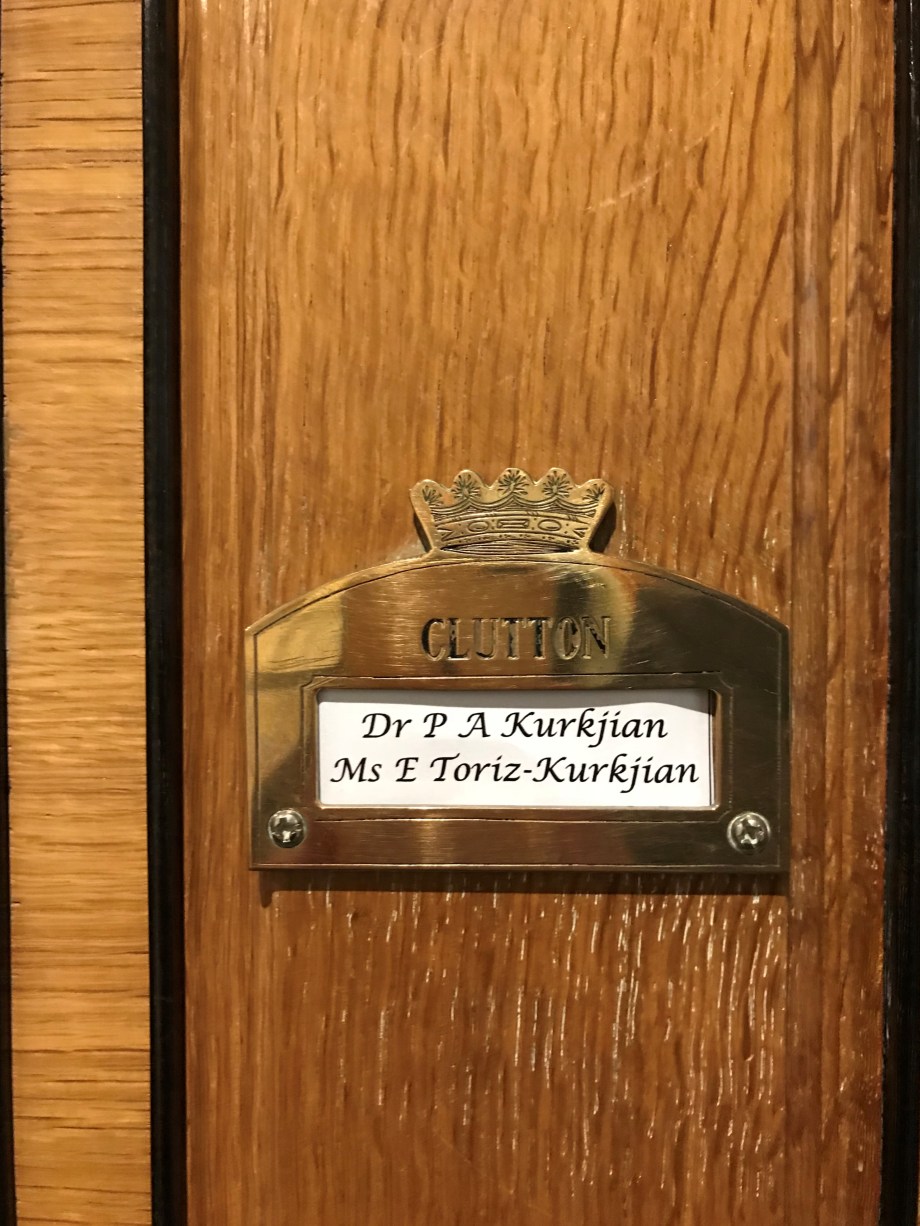 CLUTTON
Dr P A Kurkjian
Ms E Toriz-Kurkjian